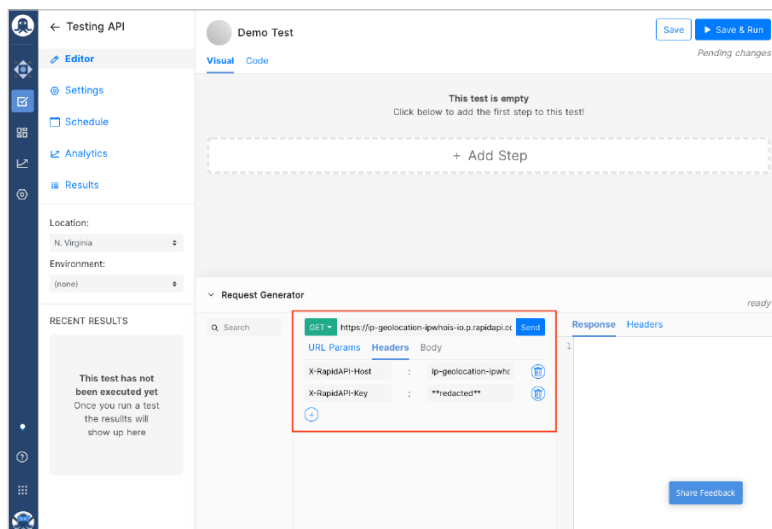 ← Testing API
Editor
Settings
Schedule
Analytics
Results
Location:
N. Virginia
Environment:
(none)
RECENT RESULTS
This test has not
been executed yet
Once you run a test
the resullts will
show up here
Demo Test
Save
Save & Run
Pending changes
Visual Code
This test is empty
Click below to add the first step to this test!
+ Add Step
Request Generator
ready
Search
GET https://ip-geolocation-ipwhois-io.p.rapidapi.cc Send
URL Params Headers Body
X-RapidAPI-Host : ip-geolocation-ipwhc
X-RapidAPI-Key : **redacted**
Response Headers
1
Share Feedback